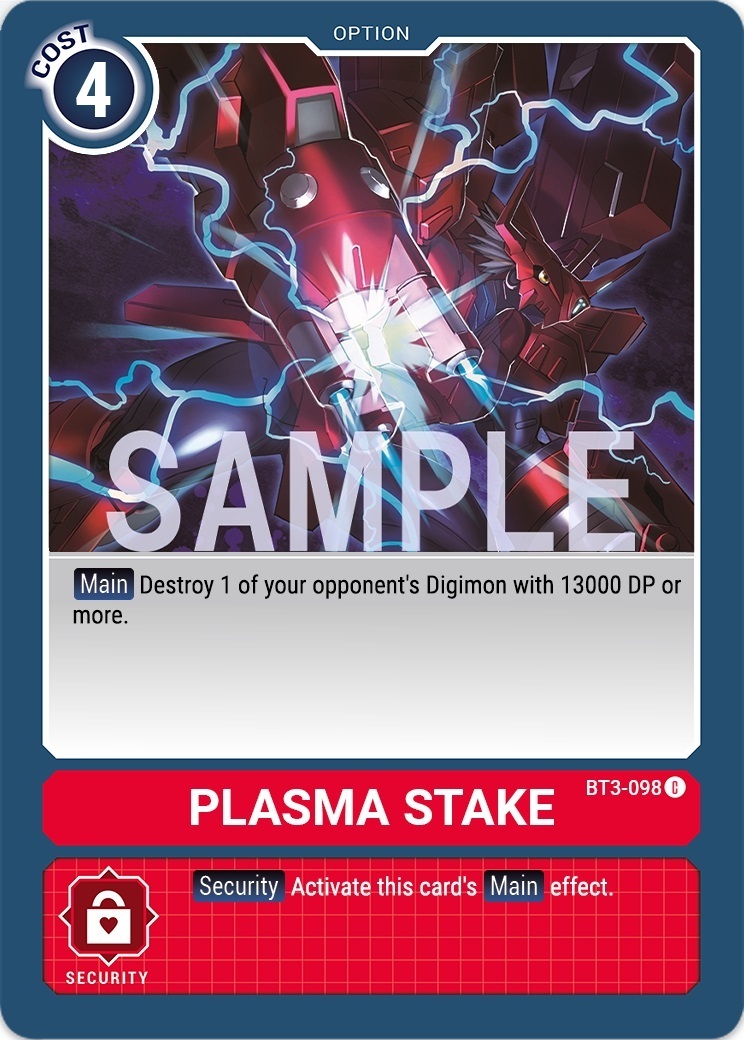 OPTION
COST
4
SAMPLE
Main Destroy 1 of your opponent's Digimon with 13000 DP or
more.
BT3-098 C
PLASMA STAKE
Security Activate this card's Main effect.
SECURITY